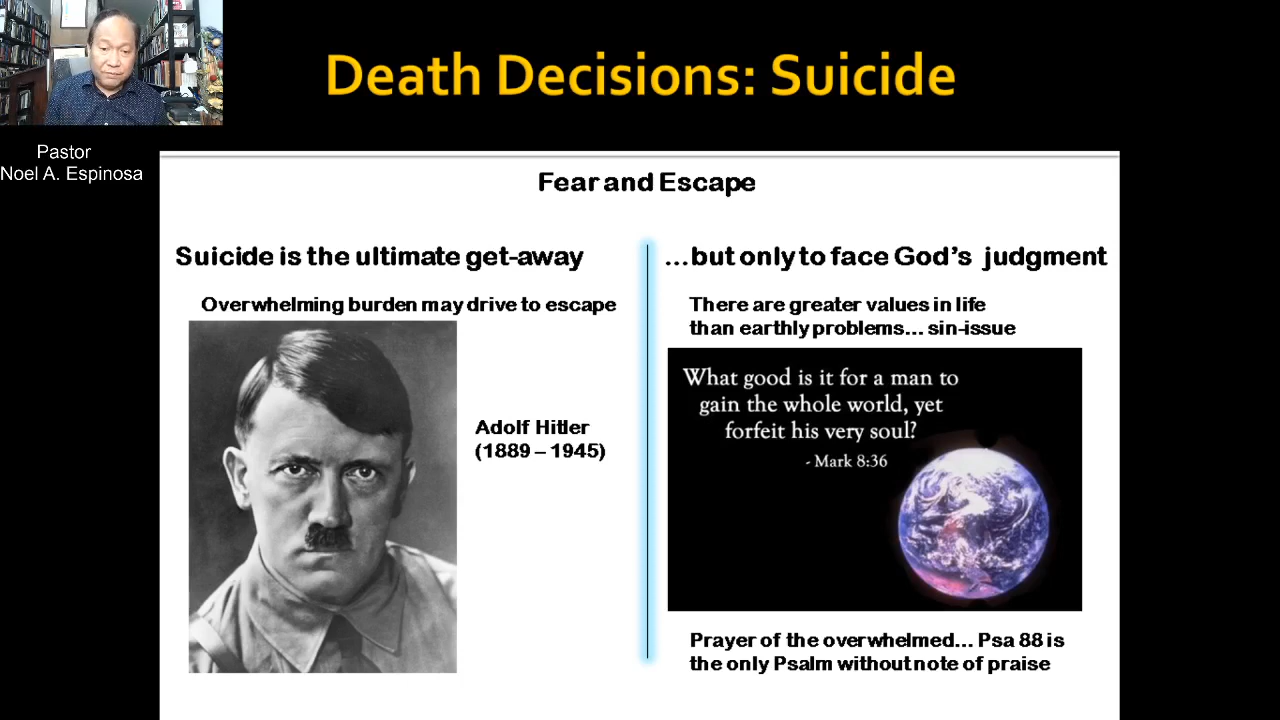 Death Decisions: Suicide
Pastor
Noel A. Espinosa
Fear and Escape
Suicide is the ultimate get-away
Overwhelming burden may drive to escape
Adolf Hitler
(1889 – 1945)
...but only to face God's judgment
There are greater values in life
than earthly problems... sin-issue
What good is it for a man to
gain the whole world, yet
forfeit his very soul?
- Mark 8:36
Prayer of the overwhelmed... Psa 88 is
the only Psalm without note of praise